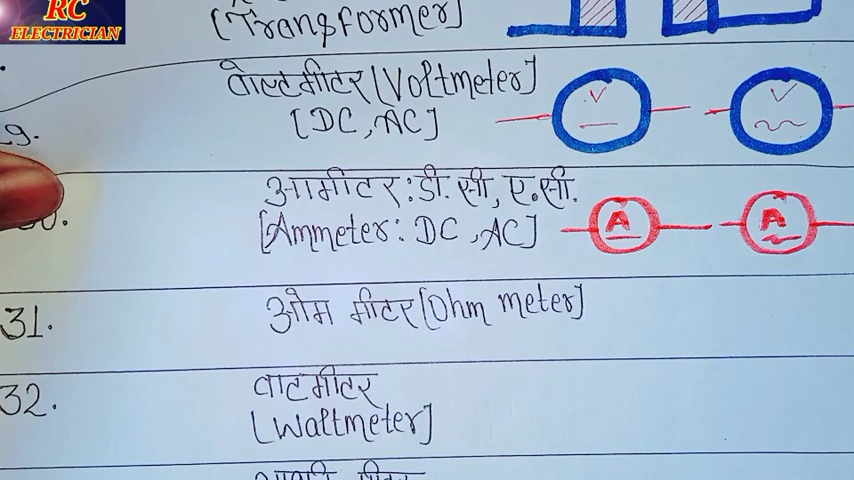 RC
ELECTRICIAN
[Transformer]
9.
वोल्टमीटर [Voltmeter]
[DC, AC]
V
V
आमीटर: डी. सी, ए.सी.
[Ammeter: DC, AC]
A
A
31.
ओम मीटर [Ohm meter]
32.
वाटमीटर
[Wattmeter]